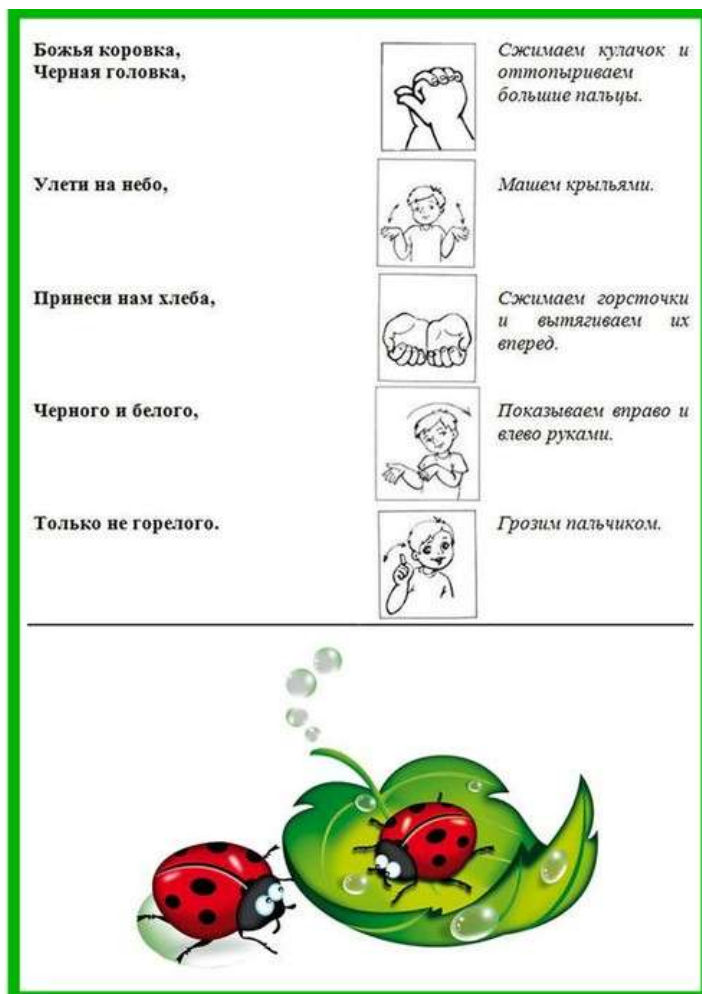 Божья коровка,
Черная головка,
Сжимаем кулачок и
оттопыриваем
большие пальцы.
Улети на небо,
Машем крыльями.
Принеси нам хлеба,
Сжимаем горсточки
и вытягиваем их
вперед.
Черного и белого,
Показываем вправо и
влево руками.
Только не горелого.
Грозим пальчиком.